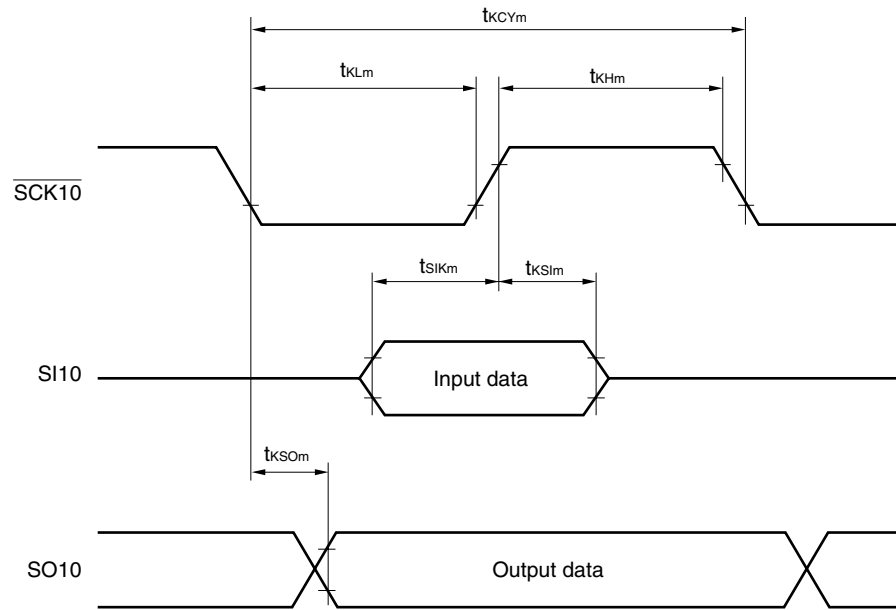 tKCYm
tKLm
tKHm
SCK10
tSIKm
tKSIm
SI10
Input data
tKSOm
SO10
Output data